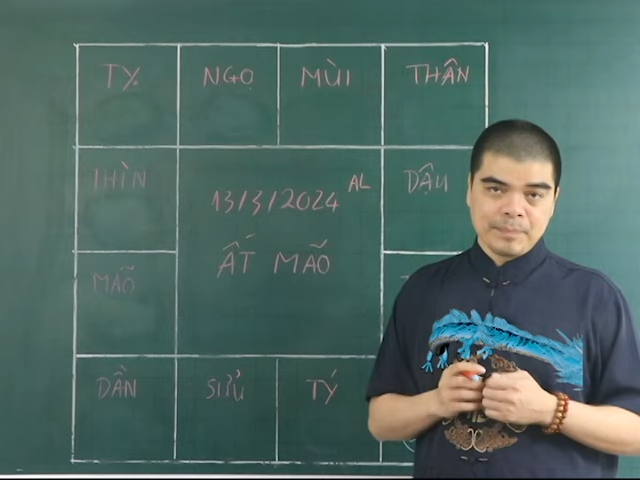 TỴ NGỌ MÙI THÂN
THÌN DẬU
13/3/2024 AL
ẤT MÃO
MÃO
DẦN SỬU TÝ